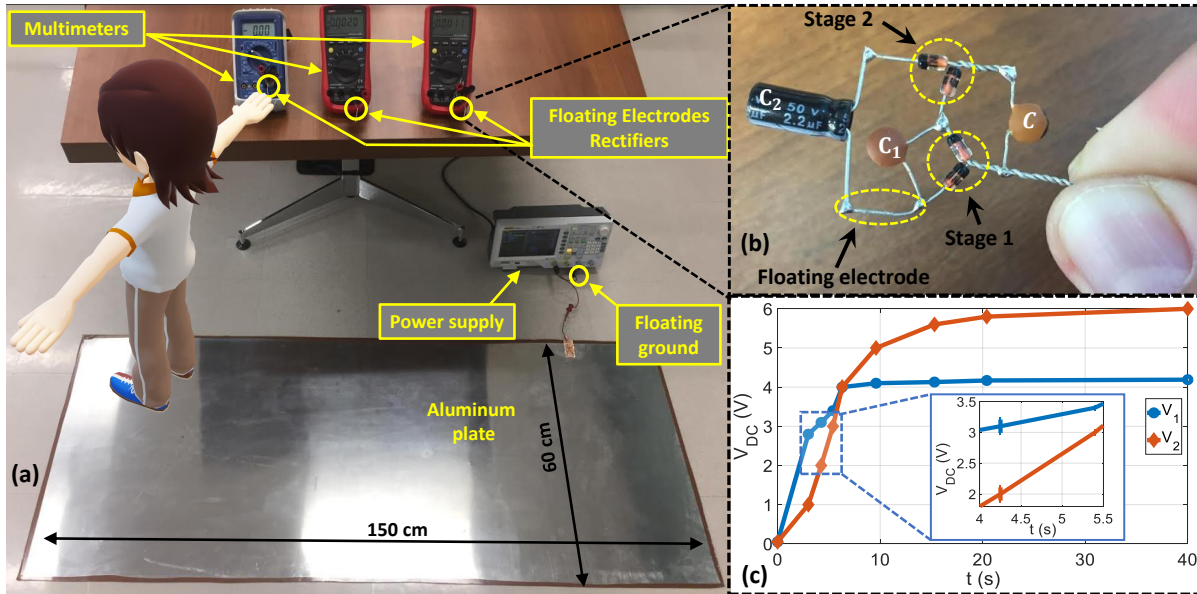 Multimeters
Floating Electrodes
Rectifiers
Power supply
Floating
ground
Aluminum
plate
60 cm
150 cm
(a)
Stage 2
C₂
50 V
2.2µF
C₁
C
Stage 1
(b)
Floating electrode
V_DC (V)
6
5
4
3
2
1
0
0 10 20 30 40
t (s)
V₁
V₂
3.5
3
2.5
2
V_DC (V)
4 4.5 5 5.5
t (s)
(c)